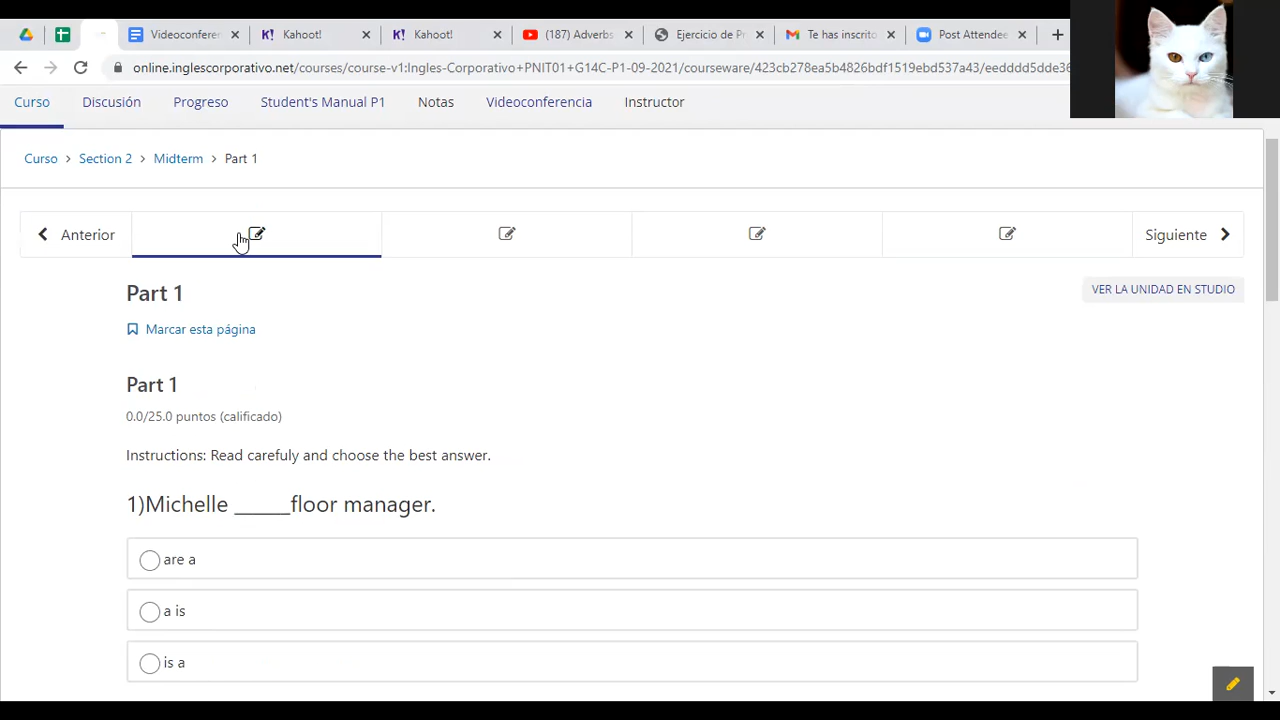 Videoconfere
Kahoot!
Kahoot!
(187) Adverbs
Ejercicio de P
Te has inscrito
Post Attendee
online.inglescorporativo.net/courses/course-v1:Ingles-Corporativo+PNIT01+G14C-P1-09-2021/courseware/423cb278ea5b4826bdf1519ebd537a43/eedddd5dde36
Curso
Discusión
Progreso
Student's Manual P1
Notas
Videoconferencia
Instructor
Curso > Section 2 > Midterm > Part 1
Anterior
Siguiente
Part 1
VER LA UNIDAD EN STUDIO
Marcar esta página
Part 1
0.0/25.0 puntos (calificado)
Instructions: Read carefuly and choose the best answer.
1)Michelle ______floor manager.
are a
a is
is a